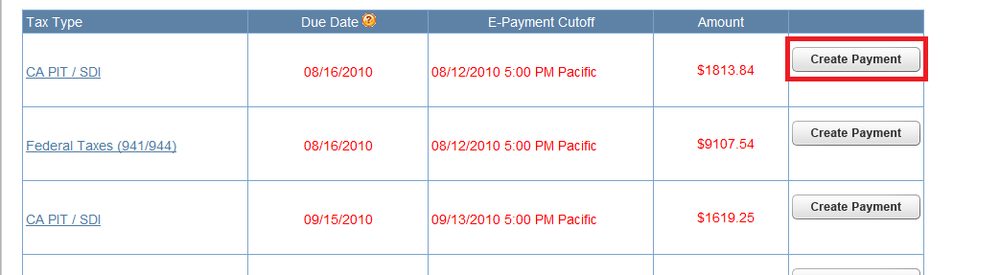 Tax Type Due Date E-Payment Cutoff Amount
CA PIT / SDI 08/16/2010 08/12/2010 5:00 PM Pacific $1813.84 Create Payment
Federal Taxes (941/944) 08/16/2010 08/12/2010 5:00 PM Pacific $9107.54 Create Payment
CA PIT / SDI 09/15/2010 09/13/2010 5:00 PM Pacific $1619.25 Create Payment